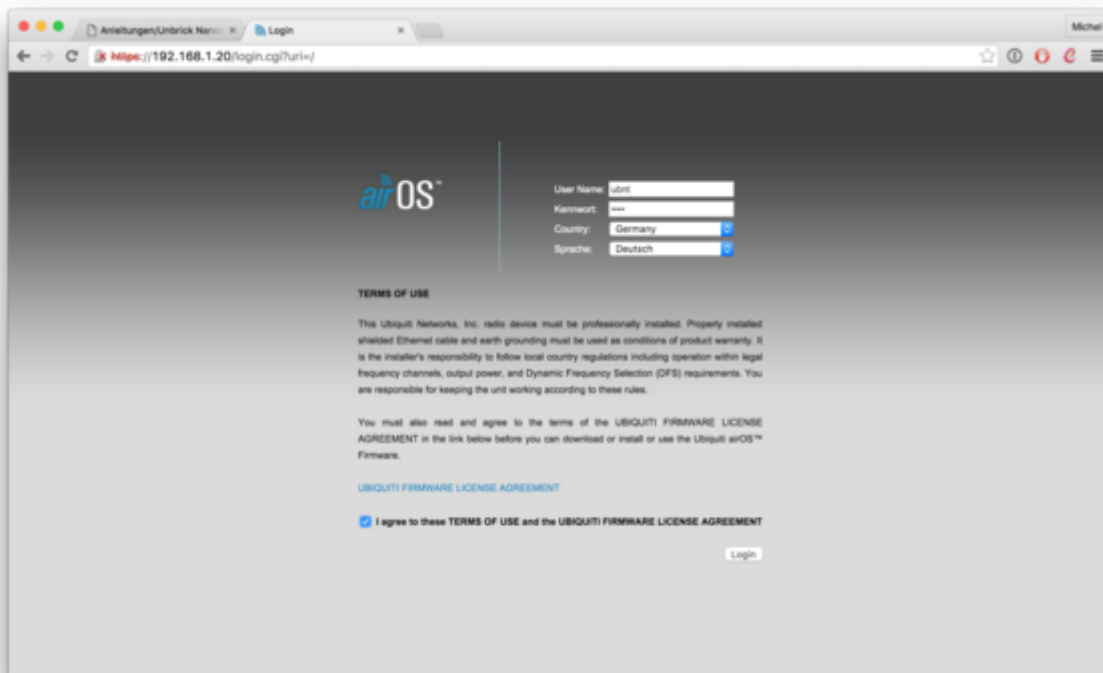 Anleitungen/Unbrick Nano
Login
Michel
https://192.168.1.20/login.cgi?uri=/
airOS™
User Name: ubnt
Kennwort: ••••
Country: Germany
Sprache: Deutsch
TERMS OF USE
This Ubiquiti Networks, Inc. radio device must be professionally installed. Properly installed
shielded Ethernet cable and earth grounding must be used as conditions of product warranty. It
is the installer's responsibility to follow local country regulations including operation within legal
frequency channels, output power, and Dynamic Frequency Selection (DFS) requirements. You
are responsible for keeping the unit working according to these rules.
You must also read and agree to the terms of the UBIQUITI FIRMWARE LICENSE
AGREEMENT in the link below before you can download or install or use the Ubiquiti airOS™
Firmware.
UBIQUITI FIRMWARE LICENSE AGREEMENT
I agree to these TERMS OF USE and the UBIQUITI FIRMWARE LICENSE AGREEMENT
Login